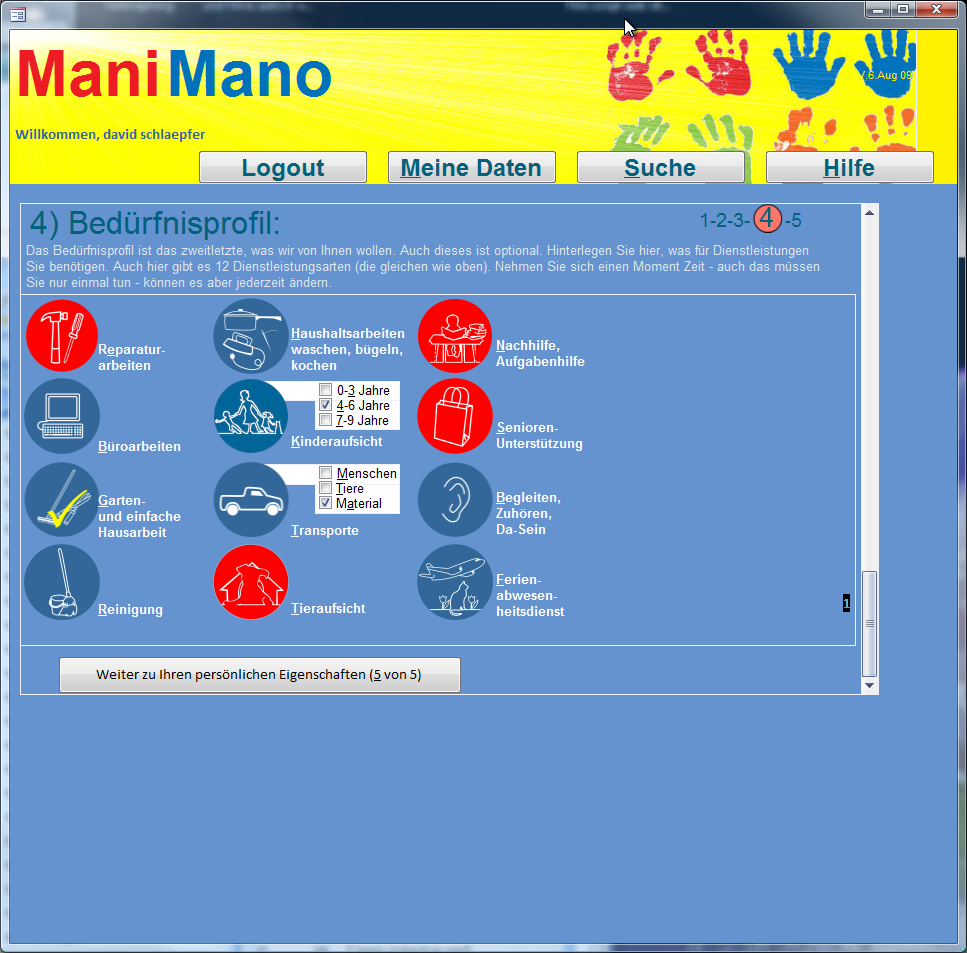 ManiMano
7.6.Aug 09
Willkommen, david schlaepfer
Logout Meine Daten Suche Hilfe
4) Bedürfnisprofil: 1-2-3- 4 -5
Das Bedürfnisprofil ist das zweitletzte, was wir von Ihnen wollen. Auch dieses ist optional. Hinterlegen Sie hier, was für Dienstleistungen
Sie benötigen. Auch hier gibt es 12 Dienstleistungsarten (die gleichen wie oben). Nehmen Sie sich einen Moment Zeit - auch das müssen
Sie nur einmal tun - können es aber jederzeit ändern.
Reparatur-
arbeiten
Haushaltsarbeiten
waschen, bügeln,
kochen
Nachhilfe,
Aufgabenhilfe
Büroarbeiten
0-3 Jahre
4-6 Jahre
7-9 Jahre
Kinderaufsicht
Senioren-
Unterstützung
Garten-
und einfache
Hausarbeit
Menschen
Tiere
Material
Transporte
Begleiten,
Zuhören,
Da-Sein
Reinigung
Tieraufsicht
Ferien-
abwesen-
heitsdienst
1
Weiter zu Ihren persönlichen Eigenschaften (5 von 5)